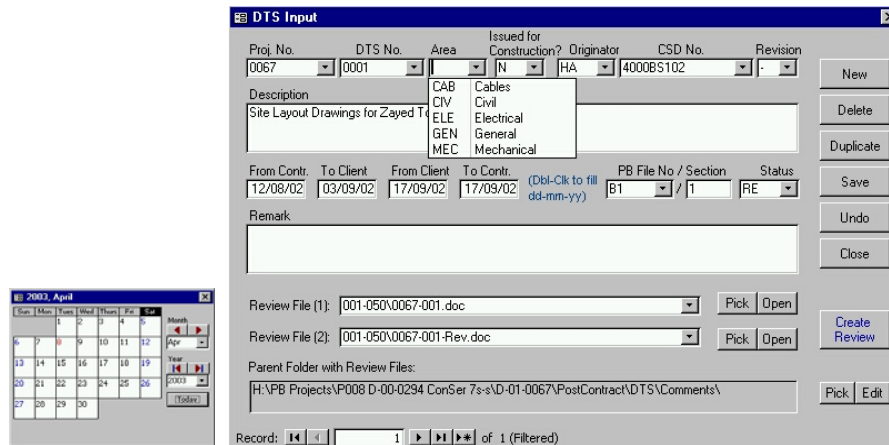 DTS Input
Issued for
Proj. No. DTS No. Area Construction? Originator CSD No. Revision
0067 0001 N HA 4000BS102 -
CAB Cables
CIV Civil
ELE Electrical
GEN General
MEC Mechanical
Description
Site Layout Drawings for Zayed
From Contr. To Client From Client To Contr. PB File No / Section Status
12/08/02 03/09/02 17/09/02 17/09/02 (Dbl-Clk to fill dd-mm-yy) B1 / 1 RE
Remark
Review File (1): 001-050\0067-001.doc Pick Open
Review File (2): 001-050\0067-001-Rev.doc Pick Open
Parent Folder with Review Files:
H:\PB Projects\P008 D-00-0294 ConSer 7s-s\D-01-0067\PostContract\DTS\Comments\ Pick Edit
Record: 1 of 1 (Filtered)
New
Delete
Duplicate
Save
Undo
Close
Create
Review
2003, April
Sun Mon Tues Wed Thurs Fri Sat
1 2 3 4 5
6 7 8 9 10 11 12
13 14 15 16 17 18 19
20 21 22 23 24 25 26
27 28 29 30
Month
Apr
Year
2003
Today